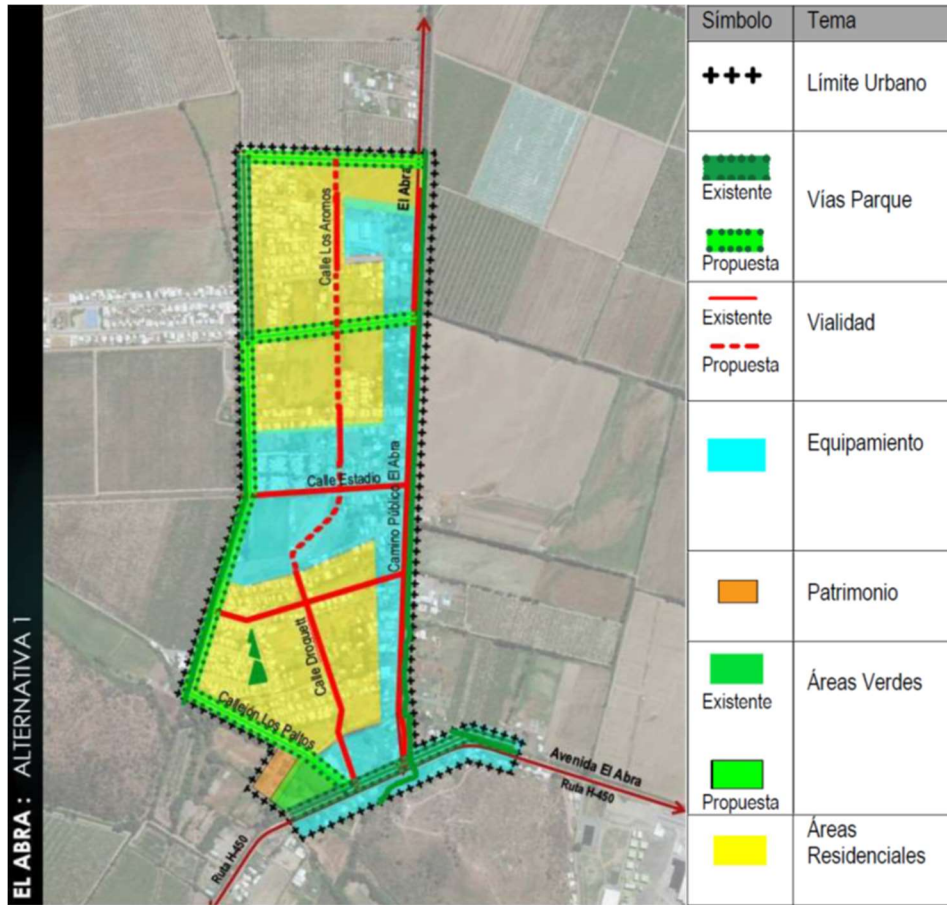 EL ABRA : ALTERNATIVA 1
El Abra
Calle Los Aromos
Calle Estadio
Camino Público El Abra
Calle Droguett
Callejón Los Paltos
Avenida El Abra
Ruta H-450
Ruta H-450
Símbolo Tema
Límite Urbano
Existente
Vías Parque
Propuesta
Existente
Vialidad
Propuesta
Equipamiento
Patrimonio
Existente
Áreas Verdes
Propuesta
Áreas
Residenciales